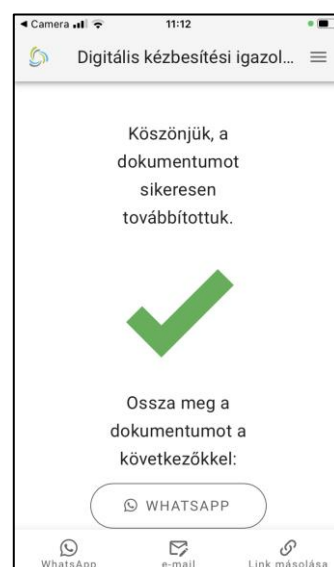 ◀ Camera 11:12
Digitális kézbesítési igazol...
Köszönjük, a
dokumentumot
sikeresen
továbbítottuk.
Ossza meg a
dokumentumot a
következőkkel:
WHATSAPP
WhatsApp e-mail Link másolása